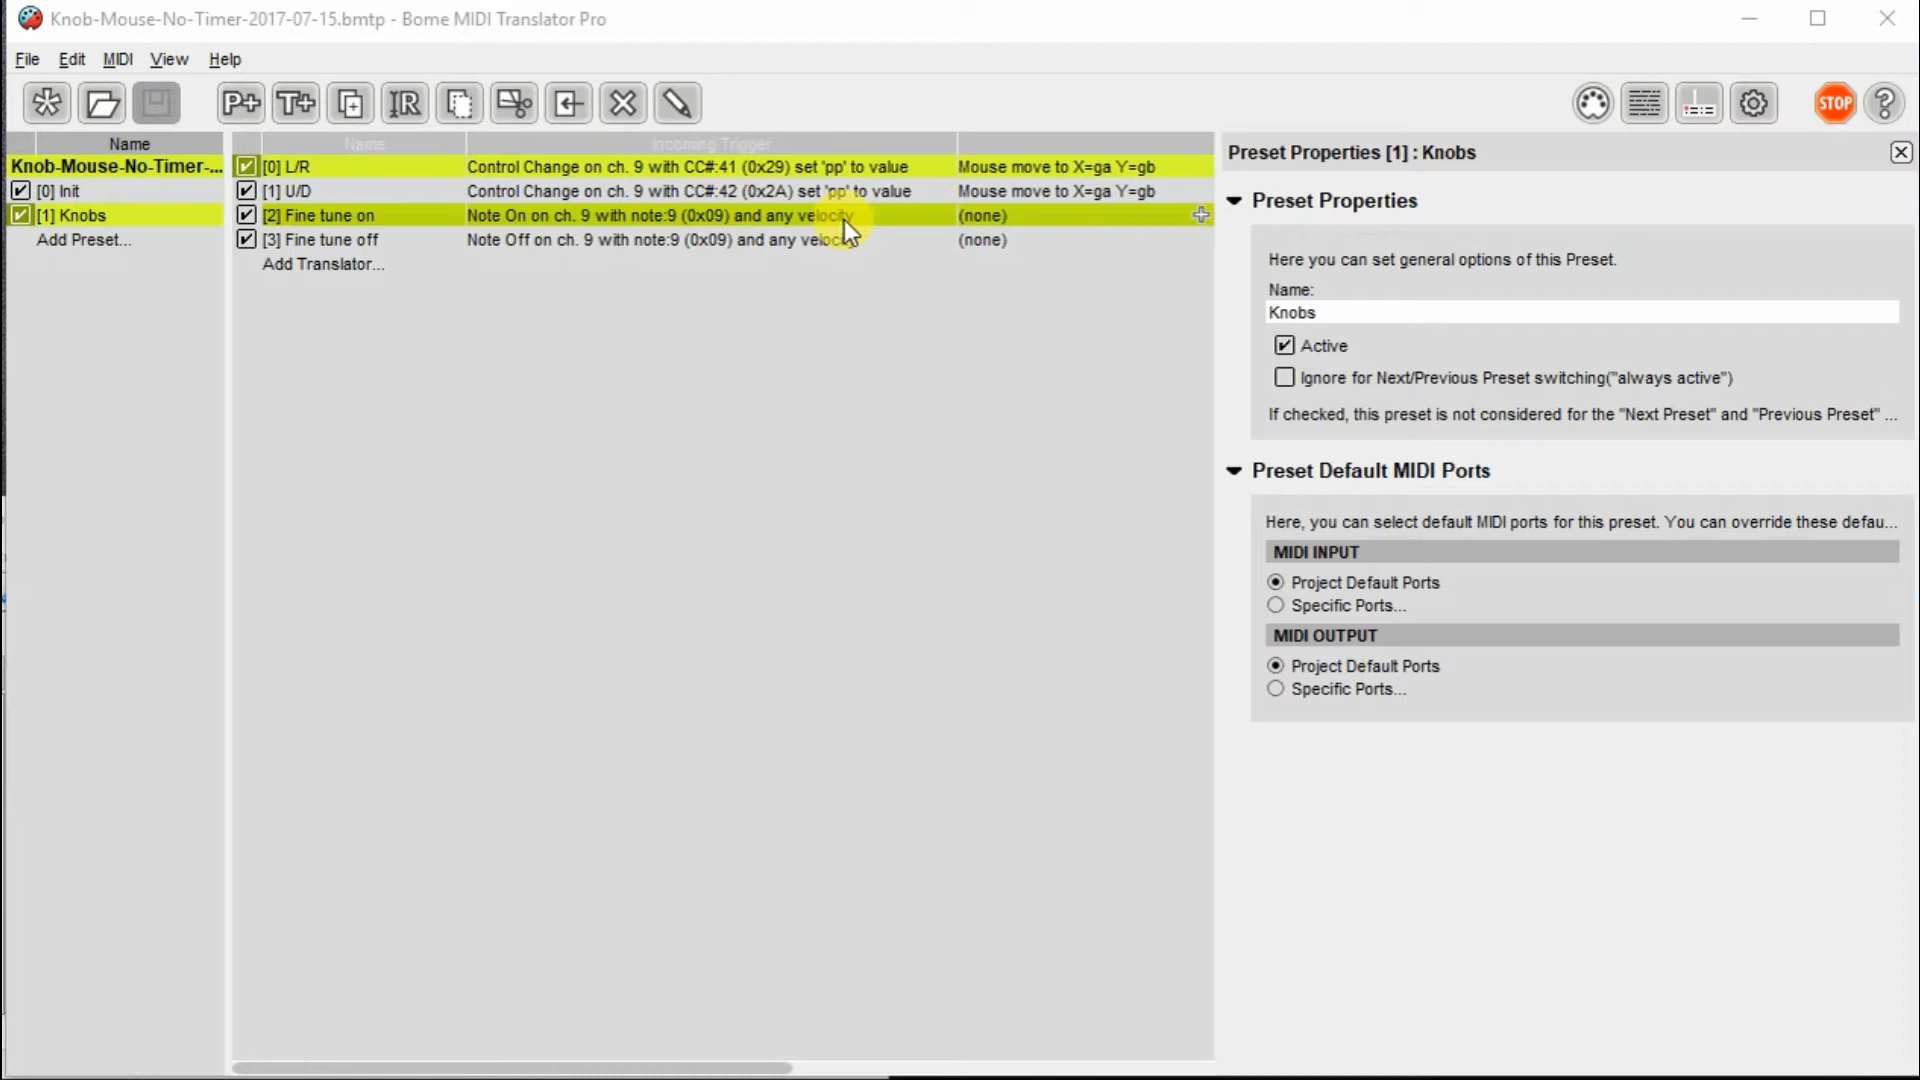 Knob-Mouse-No-Timer-2017-07-15.bmtp - Bome MIDI Translator Pro
File Edit MIDI View Help
P+ T+ IR STOP ?
Name Name Incoming Trigger
Knob-Mouse-No-Timer-...
[0] Init
[1] Knobs
Add Preset...
[0] L/R Control Change on ch. 9 with CC#:41 (0x29) set 'pp' to value Mouse move to X=ga Y=gb
[1] U/D Control Change on ch. 9 with CC#:42 (0x2A) set 'pp' to value Mouse move to X=ga Y=gb
[2] Fine tune on Note On on ch. 9 with note:9 (0x09) and any velocity (none)
[3] Fine tune off Note Off on ch. 9 with note:9 (0x09) and any velocity (none)
Add Translator...
Preset Properties [1] : Knobs
Preset Properties
Here you can set general options of this Preset.
Name:
Knobs
Active
Ignore for Next/Previous Preset switching("always active")
If checked, this preset is not considered for the "Next Preset" and "Previous Preset" ...
Preset Default MIDI Ports
Here, you can select default MIDI ports for this preset. You can override these defau...
MIDI INPUT
Project Default Ports
Specific Ports...
MIDI OUTPUT
Project Default Ports
Specific Ports...